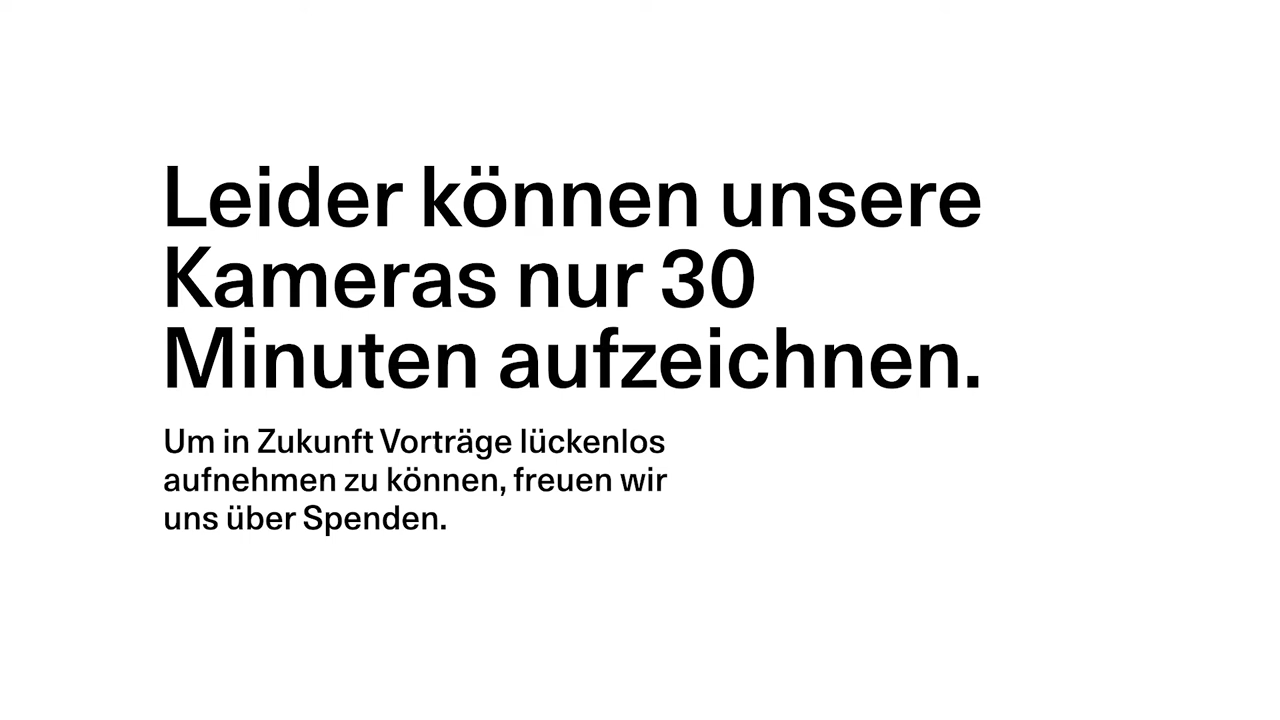 Leider können unsere
Kameras nur 30
Minuten aufzeichnen.
Um in Zukunft Vorträge lückenlos
aufnehmen zu können, freuen wir
uns über Spenden.